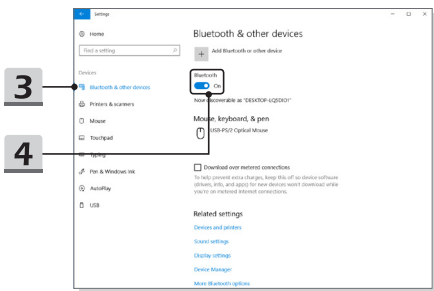 Settings
Home
Find a setting
Devices
Bluetooth & other devices
Printers & scanners
Mouse
Touchpad
Typing
Pen & Windows Ink
AutoPlay
USB
3
4
Bluetooth & other devices
Add Bluetooth or other device
Bluetooth
On
Now discoverable as "DESKTOP-LQSDIO1"
Mouse, keyboard, & pen
USB-PS/2 Optical Mouse
Download over metered connections
To help prevent extra charges, keep this off so device software
(drivers, info, and apps) for new devices won't download while
you're on metered Internet connections.
Related settings
Devices and printers
Sound settings
Display settings
Device Manager
More Bluetooth options